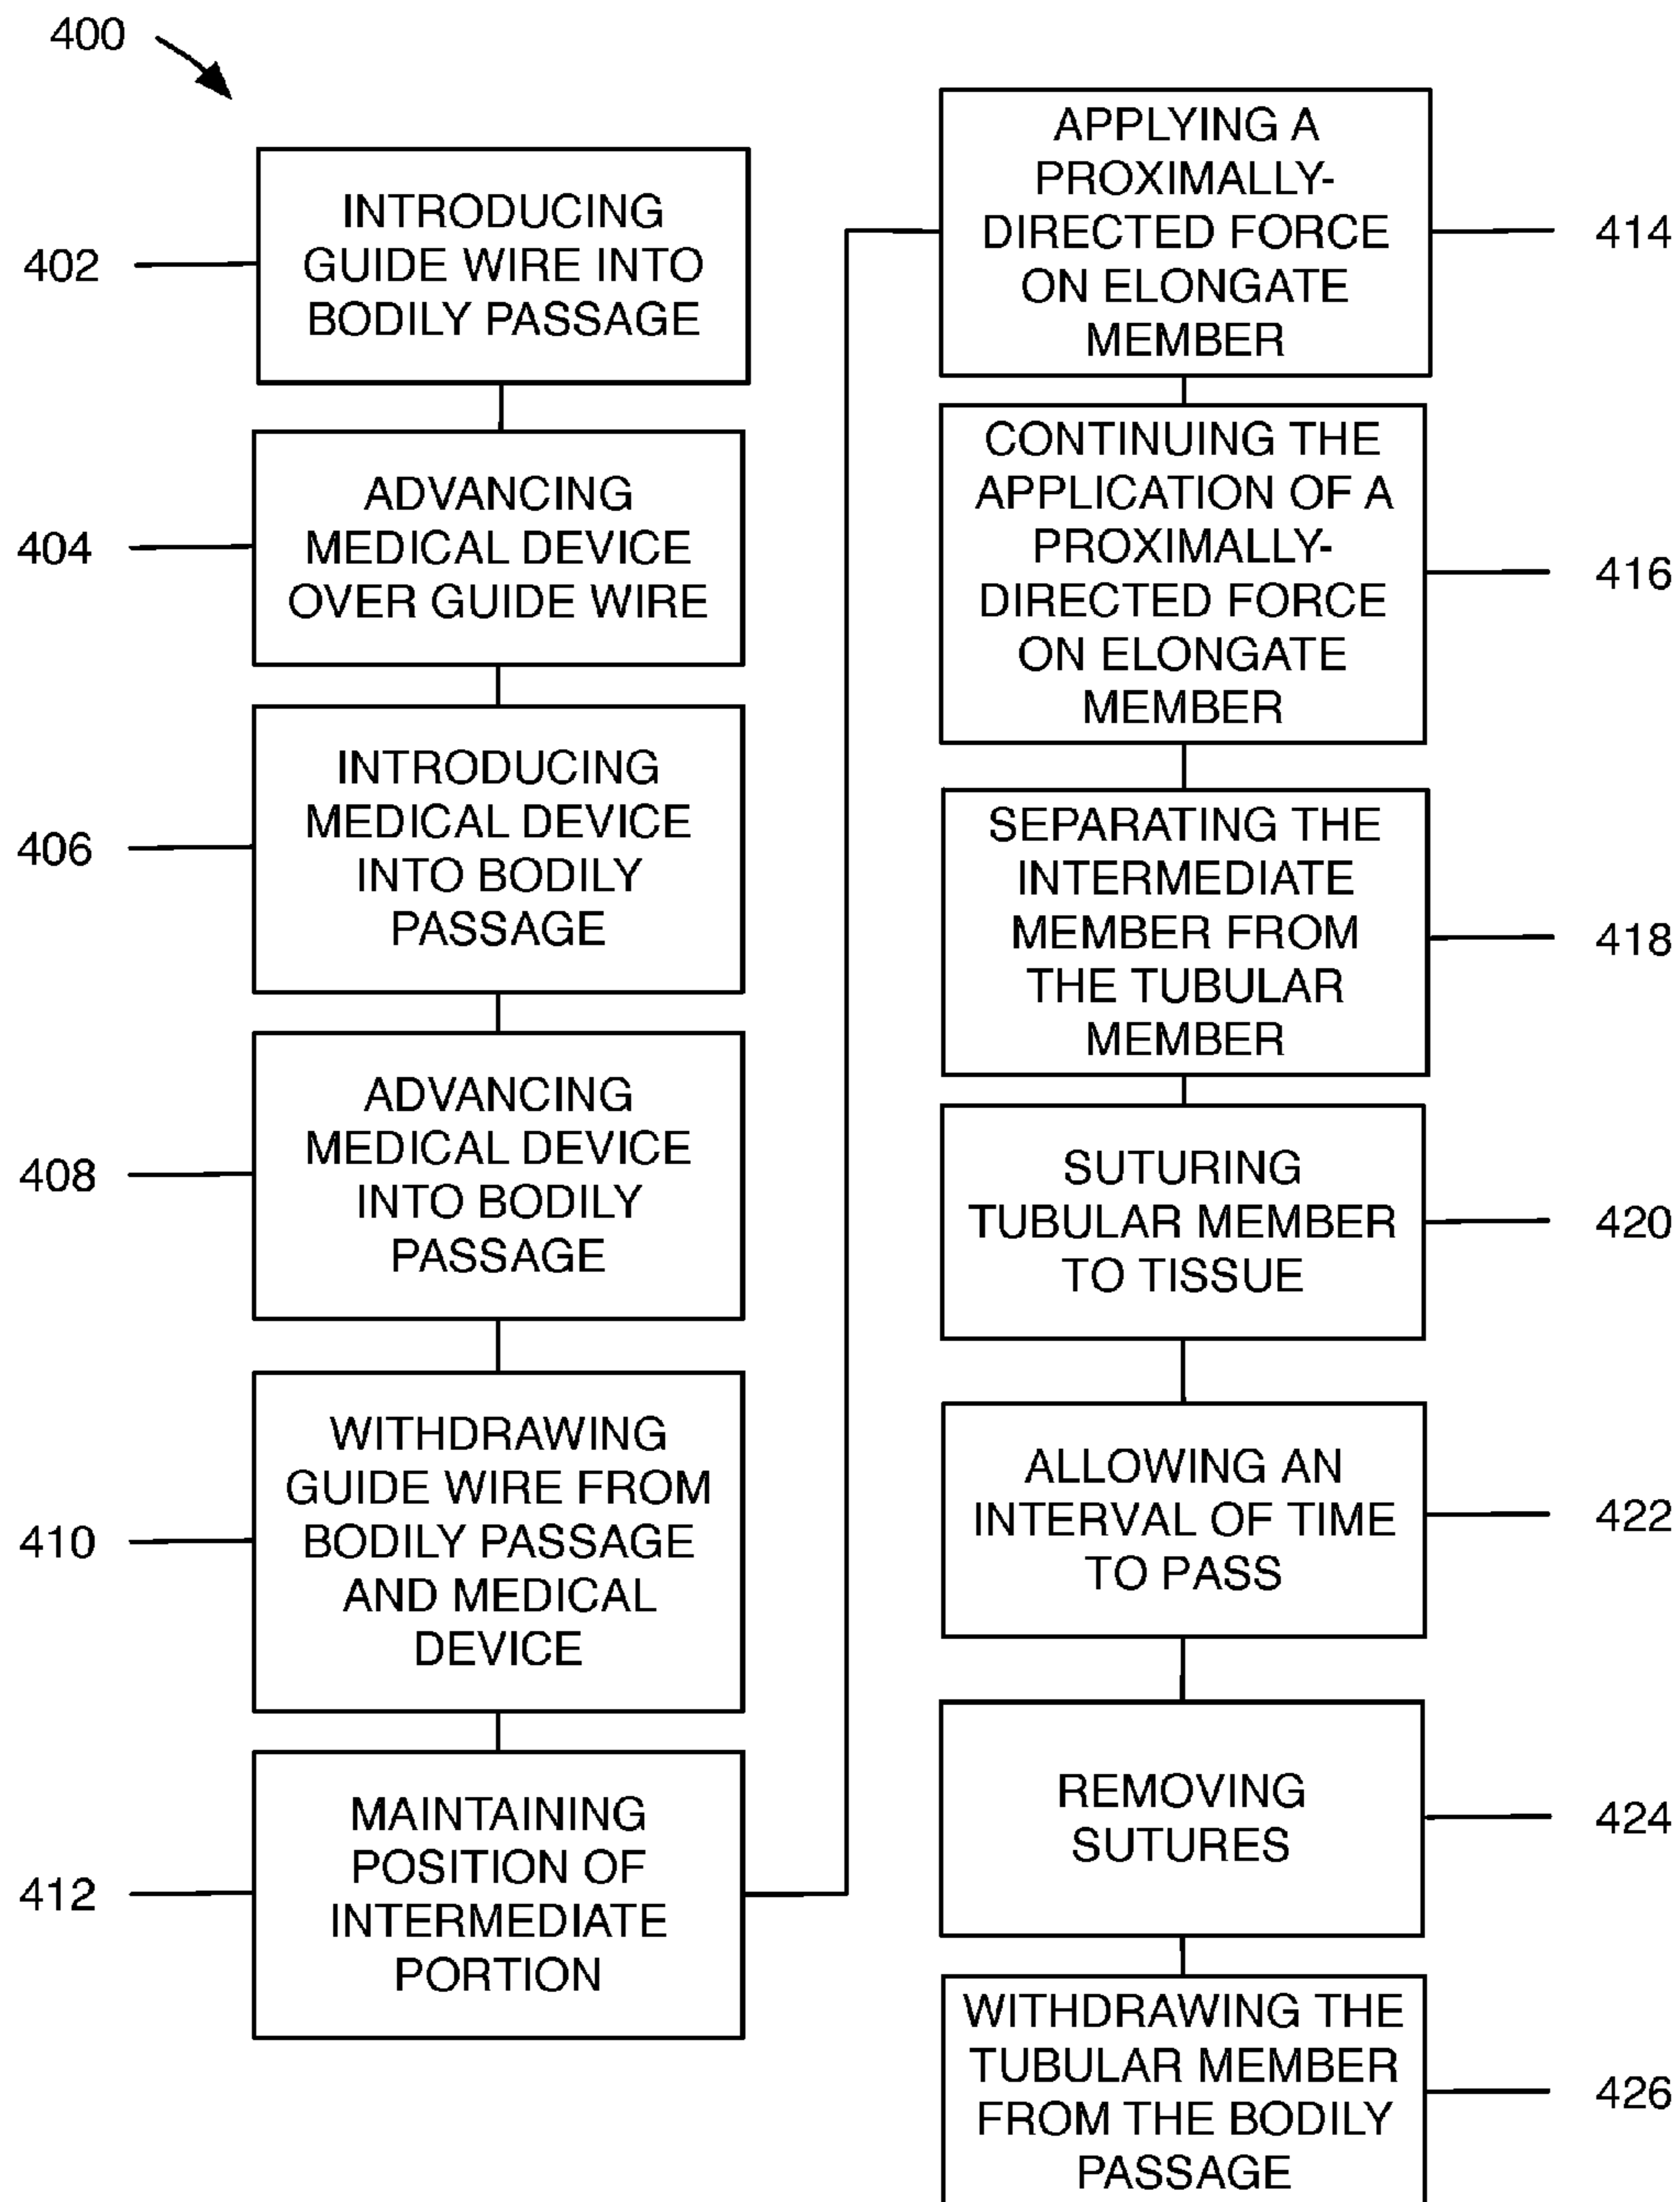 400
402
INTRODUCING
GUIDE WIRE INTO
BODILY PASSAGE
404
ADVANCING
MEDICAL DEVICE
OVER GUIDE WIRE
406
INTRODUCING
MEDICAL DEVICE
INTO BODILY
PASSAGE
408
ADVANCING
MEDICAL DEVICE
INTO BODILY
PASSAGE
410
WITHDRAWING
GUIDE WIRE FROM
BODILY PASSAGE
AND MEDICAL
DEVICE
412
MAINTAINING
POSITION OF
INTERMEDIATE
PORTION
APPLYING A
PROXIMALLY-
DIRECTED FORCE
ON ELONGATE
MEMBER
414
CONTINUING THE
APPLICATION OF A
PROXIMALLY-
DIRECTED FORCE
ON ELONGATE
MEMBER
416
SEPARATING THE
INTERMEDIATE
MEMBER FROM
THE TUBULAR
MEMBER
418
SUTURING
TUBULAR MEMBER
TO TISSUE
420
ALLOWING AN
INTERVAL OF TIME
TO PASS
422
REMOVING
SUTURES
424
WITHDRAWING THE
TUBULAR MEMBER
FROM THE BODILY
PASSAGE
426